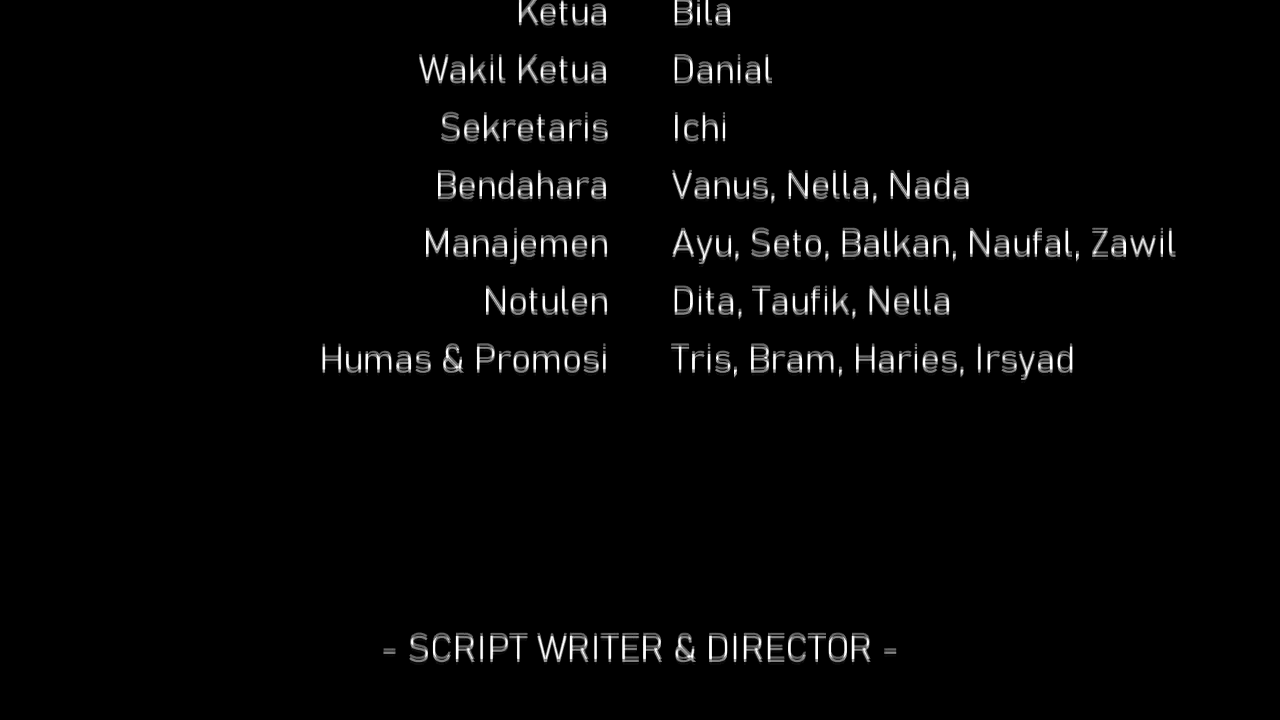 Ketua Bila
Wakil Ketua Danial
Sekretaris Ichi
Bendahara Vanus, Nella, Nada
Manajemen Ayu, Seto, Balkan, Naufal, Zawil
Notulen Dita, Taufik, Nella
Humas & Promosi Tris, Bram, Haries, Irsyad
- SCRIPT WRITER & DIRECTOR -